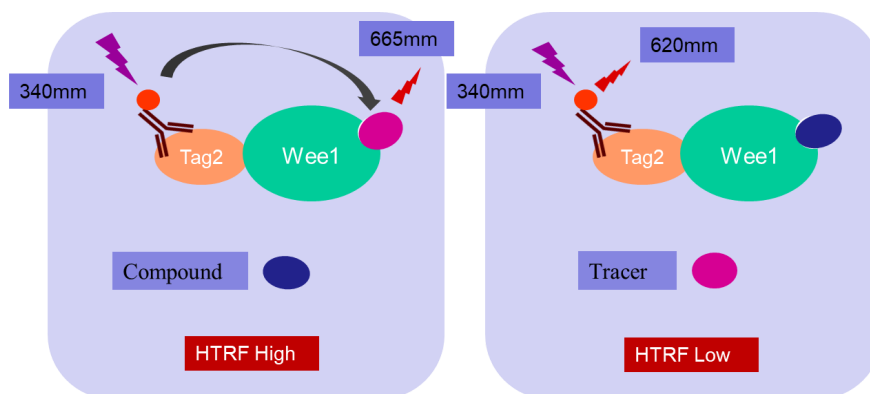 665mm
340mm
Tag2
Wee1
Compound
HTRF High
620mm
340mm
Tag2
Wee1
Tracer
HTRF Low